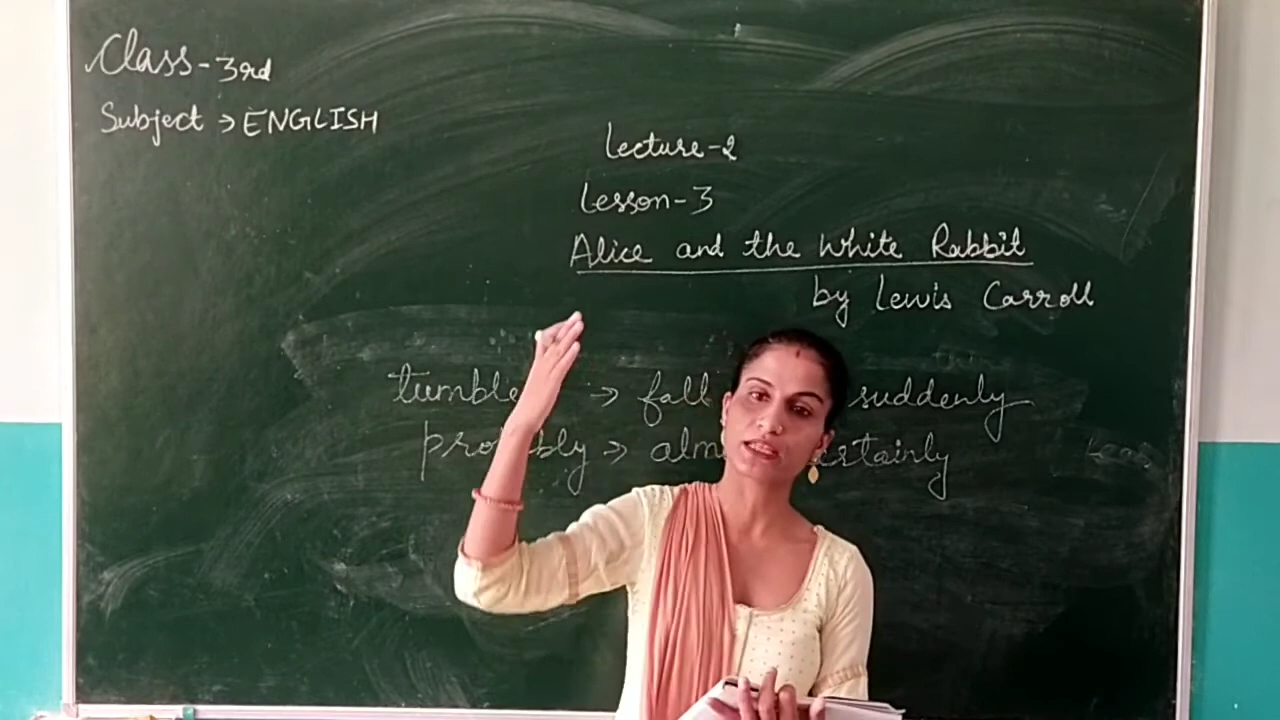 Class-3rd
Subject → ENGLISH
Lecture-2
Lesson-3
Alice and the White Rabbit
by Lewis Carroll
tumble → fall suddenly
→